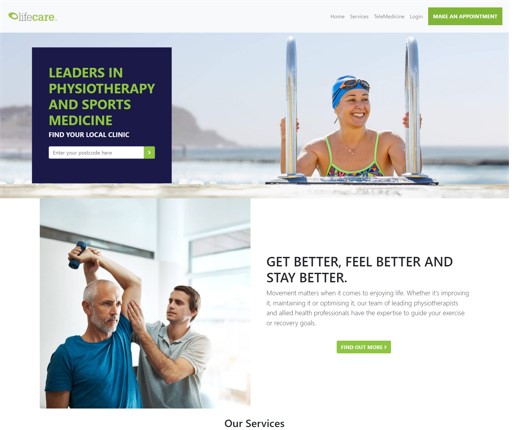 lifecare.
Home Services TeleMedicine Login MAKE AN APPOINTMENT
LEADERS IN
PHYSIOTHERAPY
AND SPORTS
MEDICINE
FIND YOUR LOCAL CLINIC
Enter your postcode here
GET BETTER, FEEL BETTER AND
STAY BETTER.
Movement matters when it comes to enjoying life. Whether it's improving
it, maintaining it or optimising it, our team of leading physiotherapists
and allied health professionals have the expertise to guide your exercise
or recovery goals.
FIND OUT MORE
Our Services